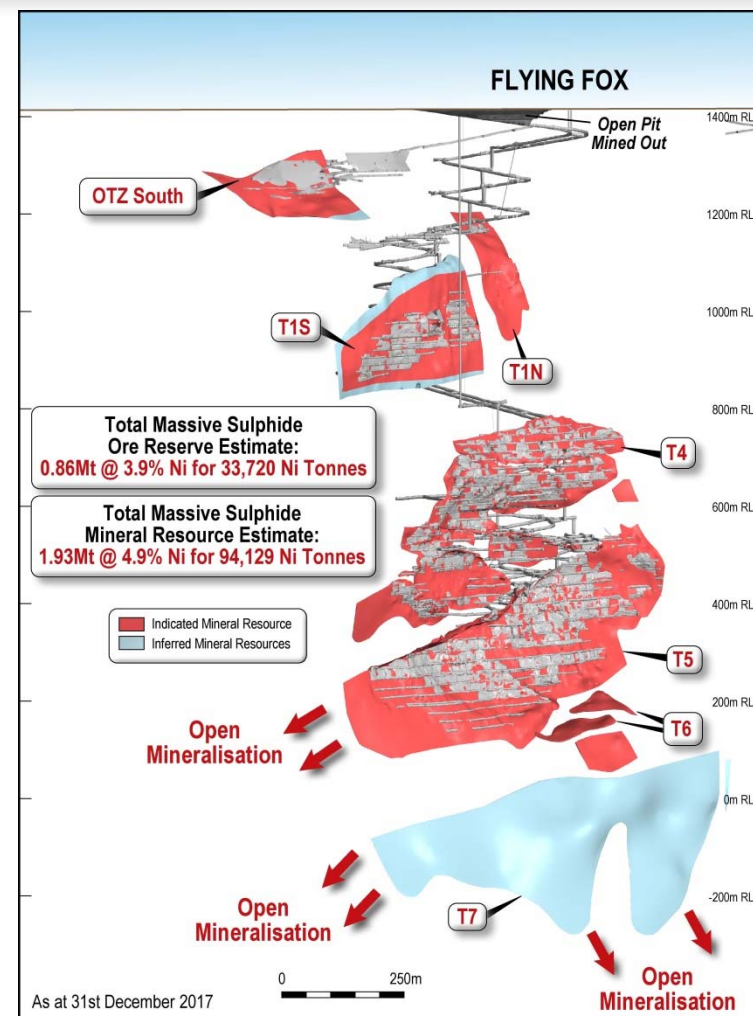 FLYING FOX
1400m RL
Open Pit
Mined Out
OTZ South
1200m RL
1000m RL
T1S
T1N
800m RL
Total Massive Sulphide
Ore Reserve Estimate:
0.86Mt @ 3.9% Ni for 33,720 Ni Tonnes
T4
600m RL
Total Massive Sulphide
Mineral Resource Estimate:
1.93Mt @ 4.9% Ni for 94,129 Ni Tonnes
400m RL
Indicated Mineral Resource
Inferred Mineral Resources
T5
200m RL
Open
Mineralisation
T6
0m RL
-200m RL
Open
Mineralisation
T7
0 250m
Open
Mineralisation
As at 31st December 2017